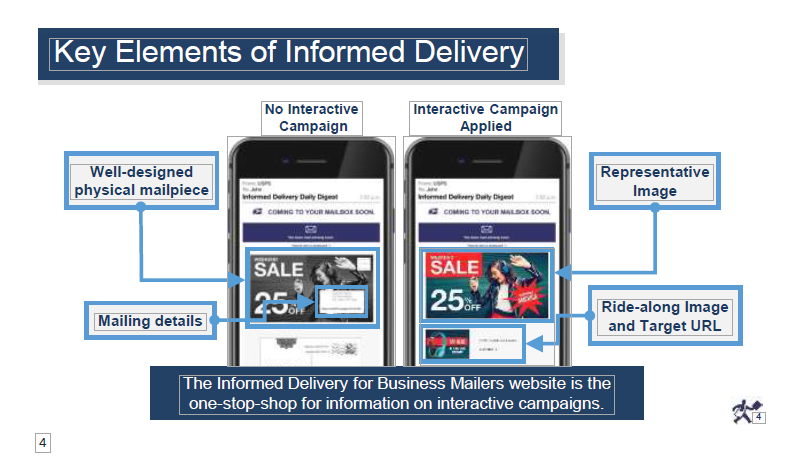 Key Elements of Informed Delivery
No Interactive
Campaign
Interactive Campaign
Applied
Well-designed
physical mailpiece
Mailing details
Representative
Image
Ride-along Image
and Target URL
From: USPS
To: John
Informed Delivery Daily Digest
COMING TO YOUR MAILBOX SOON.
WEEKEND
SALE
25% OFF
From: USPS
To: John
Informed Delivery Daily Digest
COMING TO YOUR MAILBOX SOON.
SALE
25% OFF
The Informed Delivery for Business Mailers website is the
one-stop-shop for information on interactive campaigns.
4
4